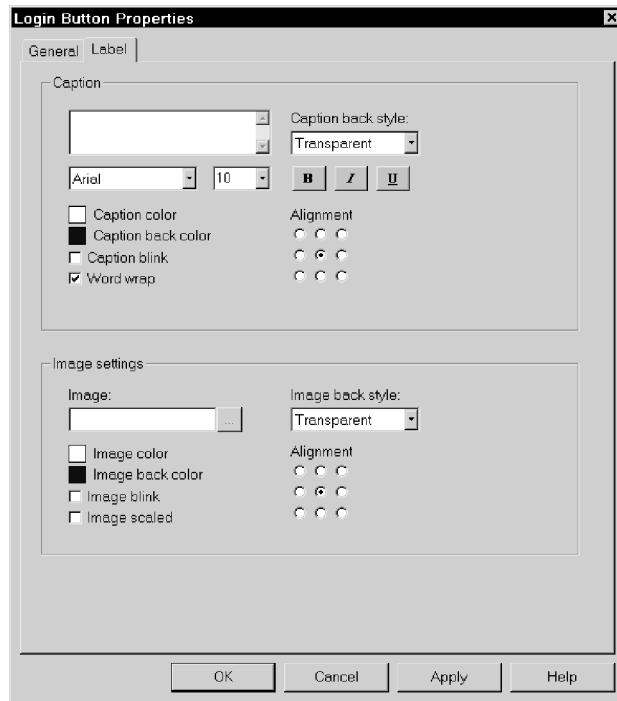 Login Button Properties
General Label
Caption
Caption back style:
Transparent
Arial 10 B I U
Caption color Alignment
Caption back color
Caption blink
Word wrap
Image settings
Image: Image back style:
... Transparent
Image color Alignment
Image back color
Image blink
Image scaled
OK Cancel Apply Help